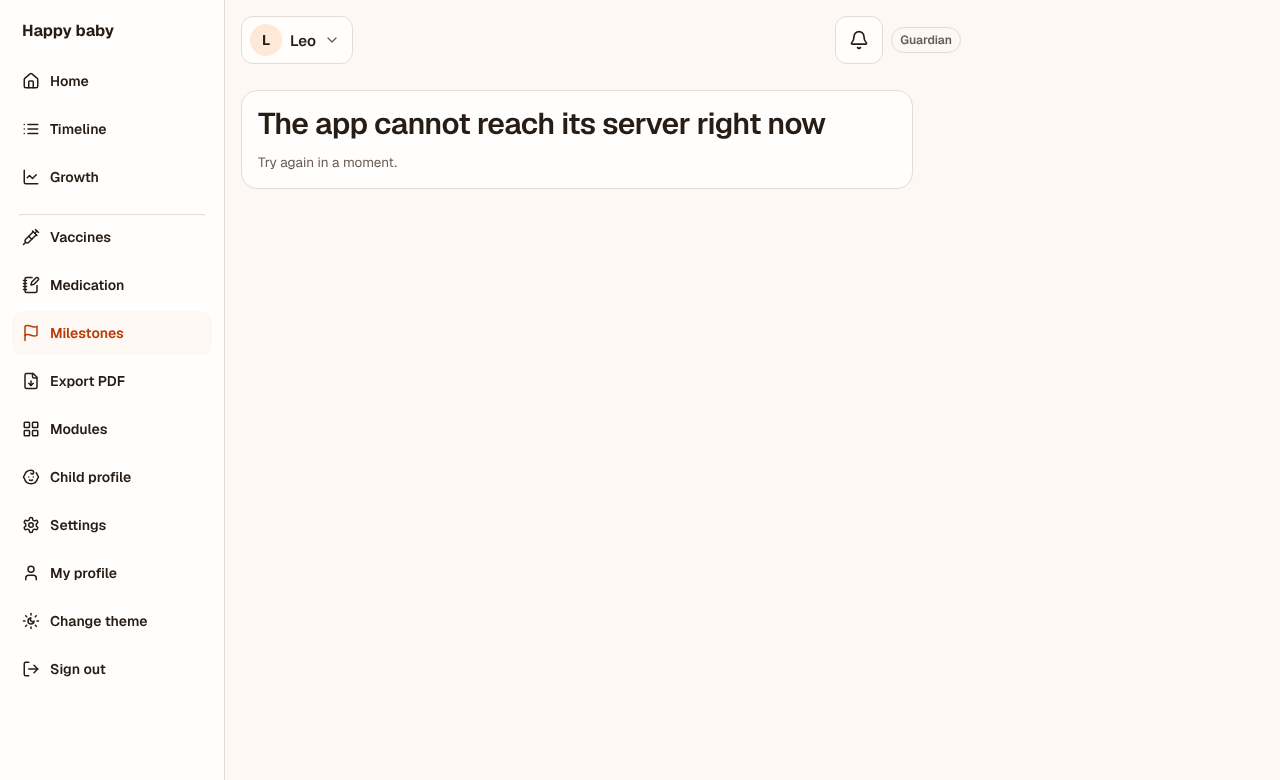 Happy baby
Home
Timeline
Growth
Vaccines
Medication
Milestones
Export PDF
Modules
Child profile
Settings
My profile
Change theme
Sign out
L Leo
Guardian
The app cannot reach its server right now
Try again in a moment.